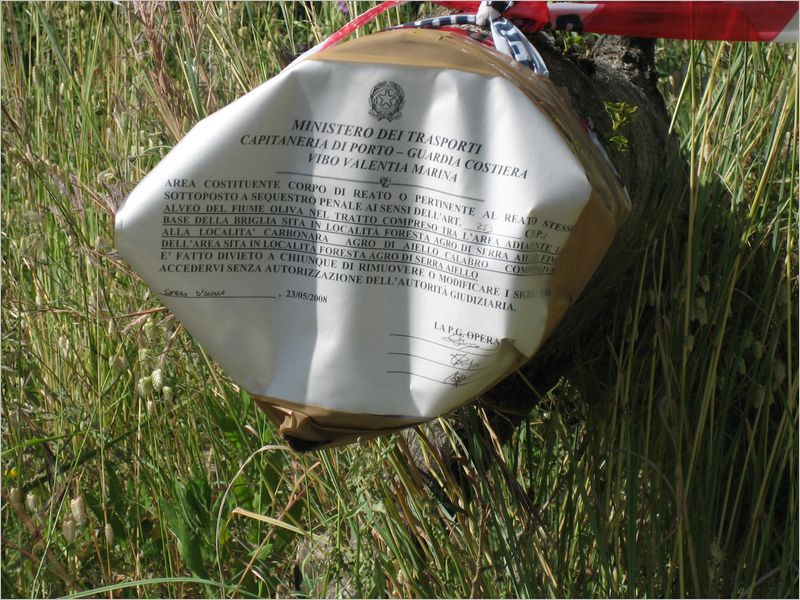 MINISTERO DEI TRASPORTI
CAPITANERIA DI PORTO – GUARDIA COSTIERA
VIBO VALENTIA MARINA
AREA COSTITUENTE CORPO DI REATO O PERTINENTE AL REATO STESSO
SOTTOPOSTO A SEQUESTRO PENALE AI SENSI DELL'ART. 253 C.P.:
ALVEO DEL FIUME OLIVA NEL TRATTO COMPRESO TRA L'AREA
BASE DELLA BRIGLIA SITA IN LOCALITÀ FORESTA AGRO DI SERRA
ALLA LOCALITA' CARBONARA AGRO DI AIELLO CALABRO
DELL'AREA SITA IN LOCALITÀ FORESTA AGRO DI SERRA AIELLO
E' FATTO DIVIETO A CHIUNQUE DI RIMUOVERE O MODIFICARE I
ACCEDERVI SENZA AUTORIZZAZIONE DELL'AUTORITÀ GIUDIZIARIA.
, 23/05/2008
LA P.G.